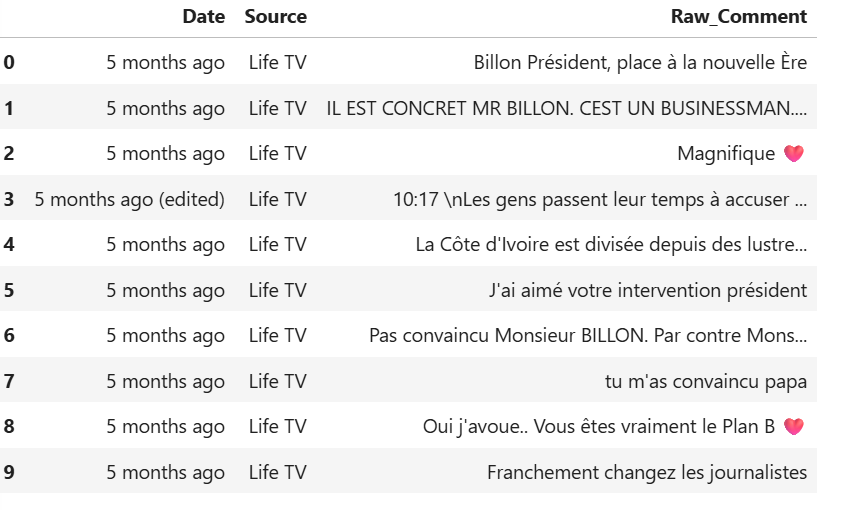 Date Source Raw_Comment
0 5 months ago Life TV Billon Président, place à la nouvelle Ère
1 5 months ago Life TV IL EST CONCRET MR BILLON. CEST UN BUSINESSMAN....
2 5 months ago Life TV Magnifique 💓
3 5 months ago (edited) Life TV 10:17 \nLes gens passent leur temps à accuser ...
4 5 months ago Life TV La Côte d'Ivoire est divisée depuis des lustre...
5 5 months ago Life TV J'ai aimé votre intervention président
6 5 months ago Life TV Pas convaincu Monsieur BILLON. Par contre Mons...
7 5 months ago Life TV tu m'as convaincu papa
8 5 months ago Life TV Oui j'avoue.. Vous êtes vraiment le Plan B 💓
9 5 months ago Life TV Franchement changez les journalistes